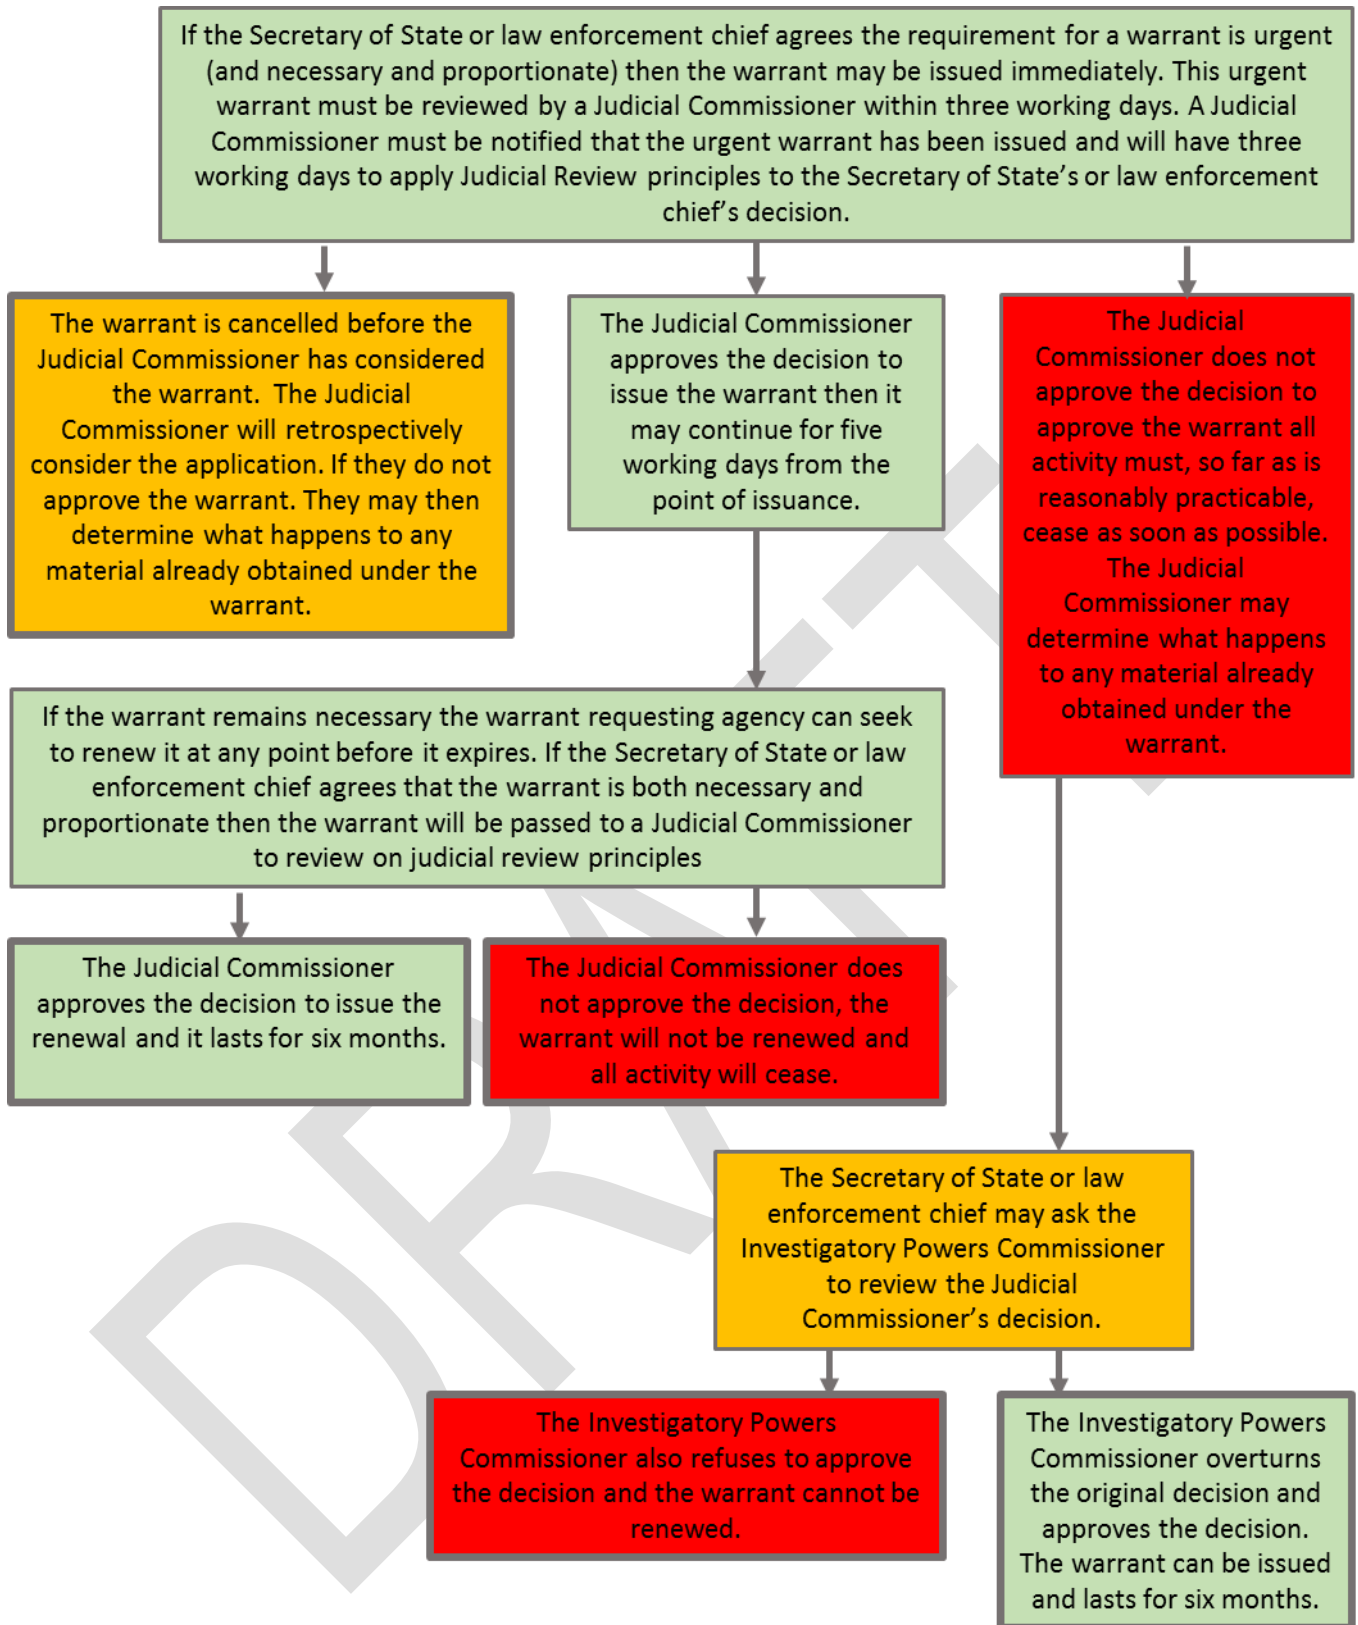 If the Secretary of State or law enforcement chief agrees the requirement for a warrant is urgent
(and necessary and proportionate) then the warrant may be issued immediately. This urgent
warrant must be reviewed by a Judicial Commissioner within three working days. A Judicial
Commissioner must be notified that the urgent warrant has been issued and will have three
working days to apply Judicial Review principles to the Secretary of State's or law enforcement
chief's decision.
The warrant is cancelled before the
Judicial Commissioner has considered
the warrant. The Judicial
Commissioner will retrospectively
consider the application. If they do not
approve the warrant. They may then
determine what happens to any
material already obtained under the
warrant.
The Judicial Commissioner
approves the decision to
issue the warrant then it
may continue for five
working days from the
point of issuance.
The Judicial
Commissioner does not
approve the decision to
approve the warrant all
activity must, so far as is
reasonably practicable,
cease as soon as possible.
The Judicial
Commissioner may
determine what happens
to any material already
obtained under the
warrant.
If the warrant remains necessary the warrant requesting agency can seek
to renew it at any point before it expires. If the Secretary of State or law
enforcement chief agrees that the warrant is both necessary and
proportionate then the warrant will be passed to a Judicial Commissioner
to review on judicial review principles
The Judicial Commissioner
approves the decision to issue the
renewal and it lasts for six months.
The Judicial Commissioner does
not approve the decision, the
warrant will not be renewed and
all activity will cease.
The Secretary of State or law
enforcement chief may ask the
Investigatory Powers Commissioner
to review the Judicial
Commissioner's decision.
The Investigatory Powers
Commissioner also refuses to approve
the decision and the warrant cannot be
renewed.
The Investigatory Powers
Commissioner overturns
the original decision and
approves the decision.
The warrant can be issued
and lasts for six months.
DRAFT